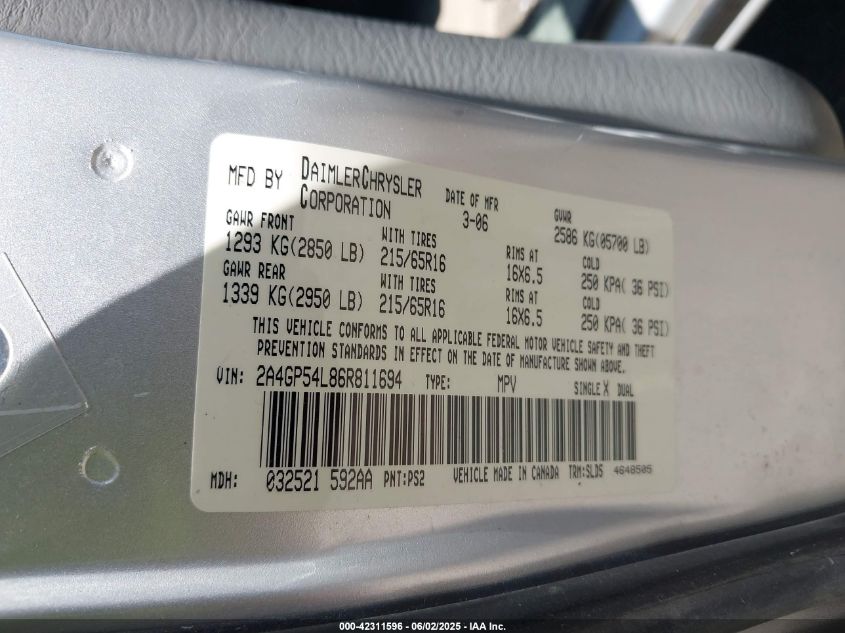 MFD BY DAIMLERCHRYSLER CORPORATION
DATE OF MFR 3-06
GVWR 2586 KG(05700 LB)
GAWR FRONT 1293 KG(2850 LB)
WITH TIRES 215/65R16
RIMS AT 16X6.5
COLD 250 KPA( 36 PSI)
GAWR REAR 1339 KG(2950 LB)
WITH TIRES 215/65R16
RIMS AT 16X6.5
COLD 250 KPA( 36 PSI)
THIS VEHICLE CONFORMS TO ALL APPLICABLE FEDERAL MOTOR VEHICLE SAFETY AND THEFT
PREVENTION STANDARDS IN EFFECT ON THE DATE OF MANUFACTURE SHOWN ABOVE.
VIN: 2A4GP54L86R811694 TYPE: MPV SINGLE X DUAL
MDH: 032521 592AA PNT:PS2 VEHICLE MADE IN CANADA TRM:SLDS 4648505
000-42311596 - 06/02/2025 - IAA Inc.